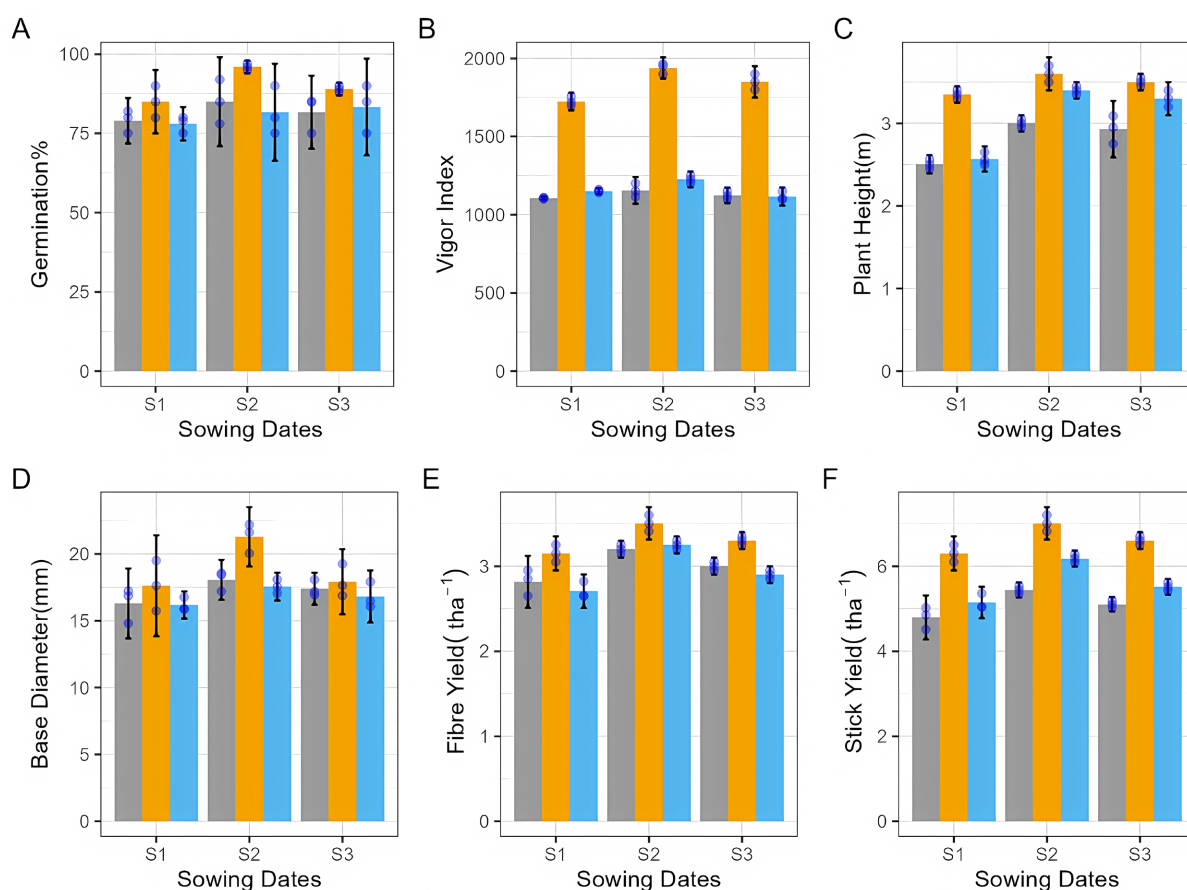 A
Germination%
100
75
50
25
0
S1 S2 S3
Sowing Dates
B
Vigor Index
2000
1500
1000
500
0
S1 S2 S3
Sowing Dates
C
Plant Height(m)
3
2
1
0
S1 S2 S3
Sowing Dates
D
Base Diameter(mm)
20
15
10
5
0
S1 S2 S3
Sowing Dates
E
Fibre Yield( tha⁻¹)
3
2
1
0
S1 S2 S3
Sowing Dates
F
Stick Yield( tha⁻¹)
6
4
2
0
S1 S2 S3
Sowing Dates